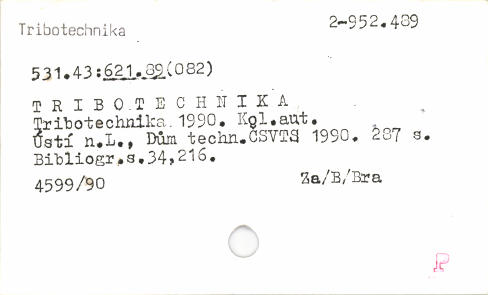 Tribotechnika
2-952.489
531.43:621.89(082)
T R I B O T E C H N I K A
Tribotechnika 1990. Kol.aut.
Ústí n.L., Dům techn.ČSVTS 1990. 287 s.
Bibliogr.s.34,216.
4599/90
Za/B/Bra